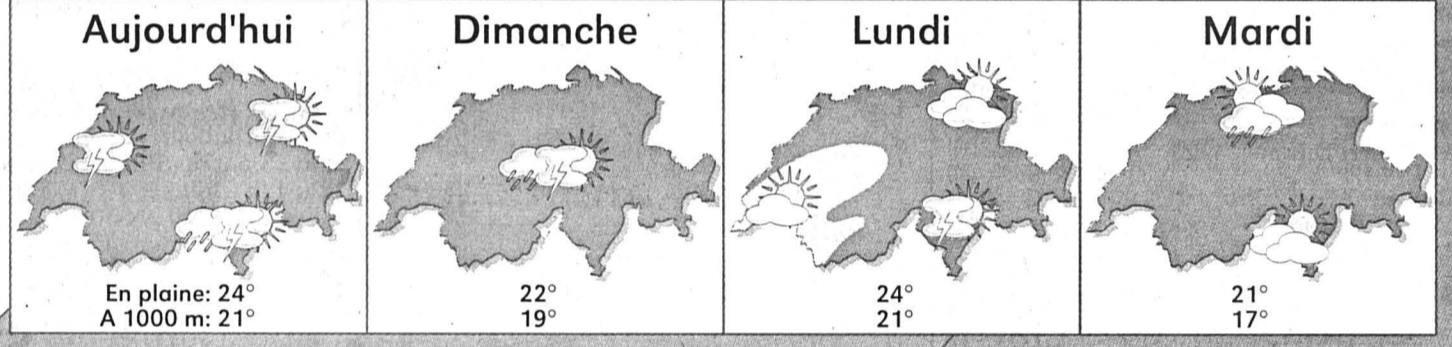 Aujourd'hui
En plaine: 24°
A 1000 m: 21°
Dimanche
22°
19°
Lundi
24°
21°
Mardi
21°
17°